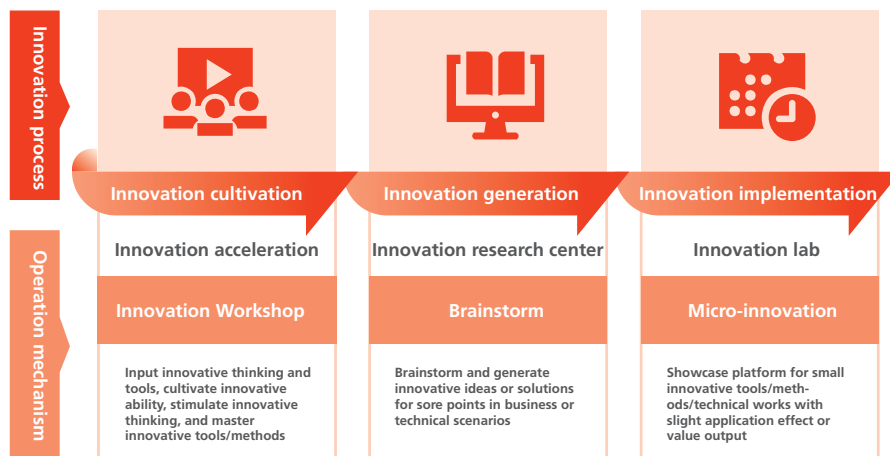 Innovation process
Innovation cultivation
Innovation generation
Innovation implementation
Operation mechanism
Innovation acceleration
Innovation research center
Innovation lab
Innovation Workshop
Brainstorm
Micro-innovation
Input innovative thinking and
tools, cultivate innovative
ability, stimulate innovative
thinking, and master
innovative tools/methods
Brainstorm and generate
innovative ideas or solutions
for sore points in business or
technical scenarios
Showcase platform for small
innovative tools/meth-
ods/technical works with
slight application effect or
value output